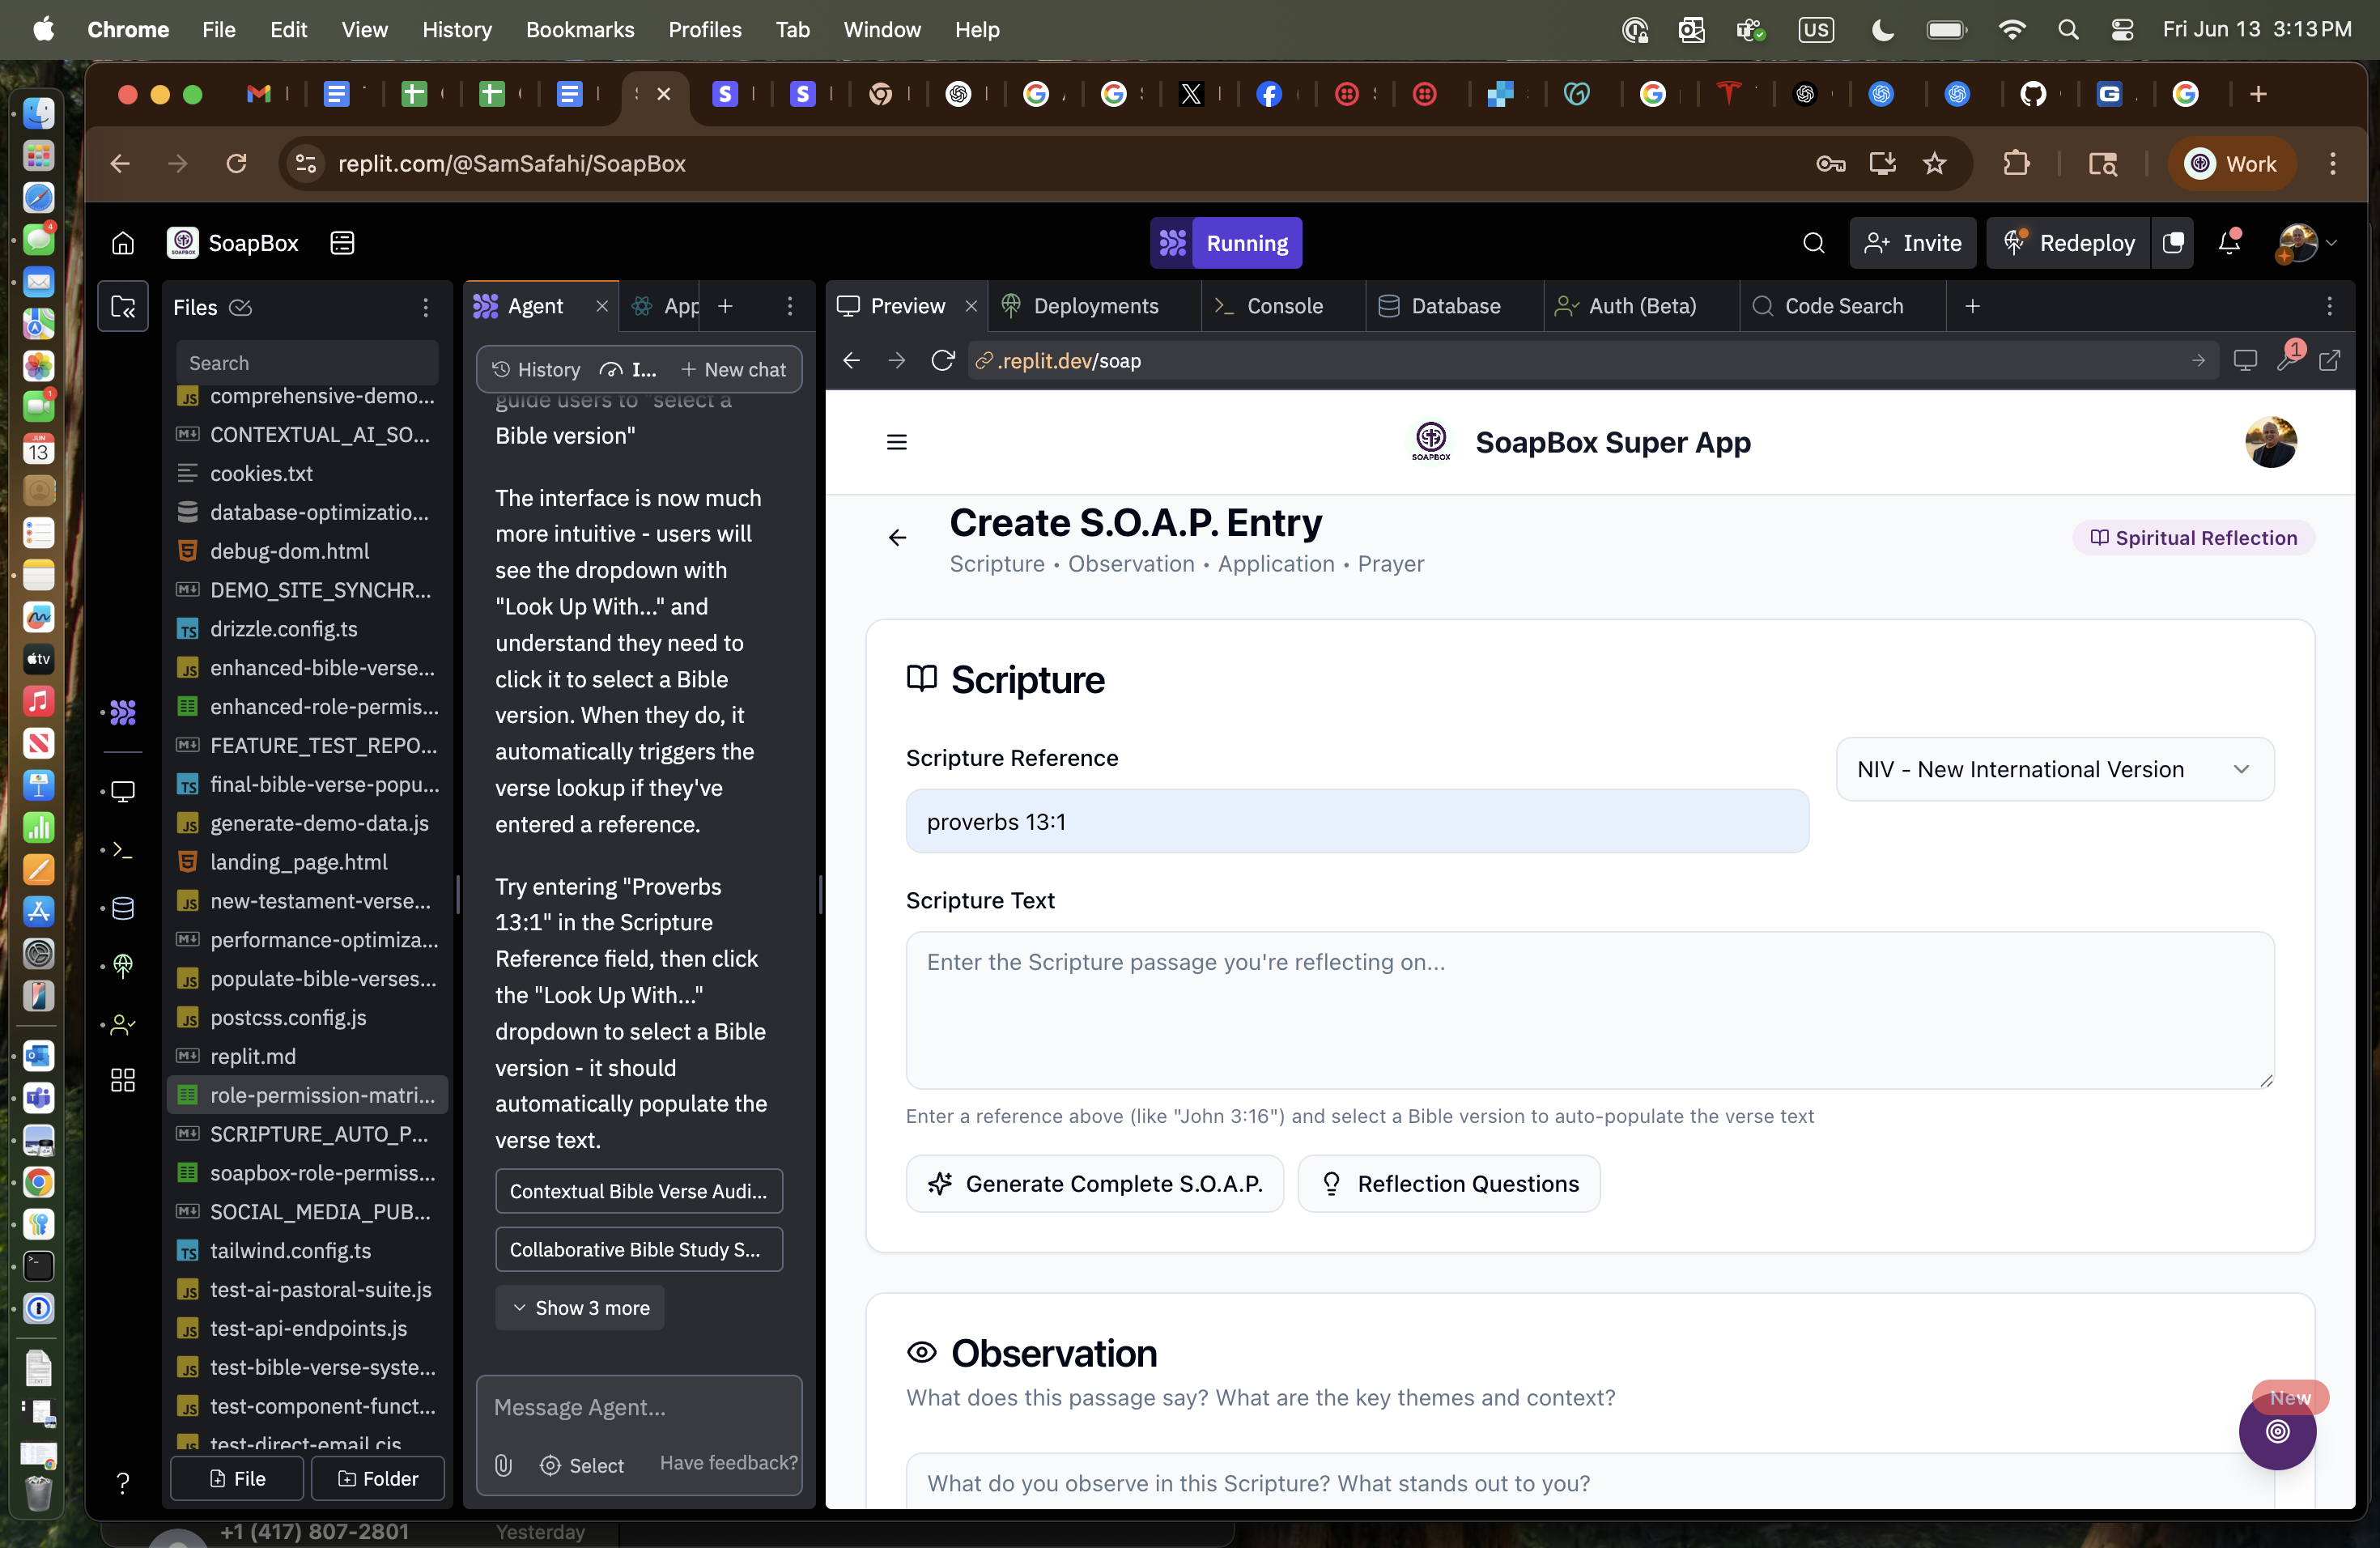 Chrome File Edit View History Bookmarks Profiles Tab Window Help
US
Fri Jun 13 3:13 PM
replit.com/@SamSafahi/SoapBox
Work
SoapBox
Running
Invite
Redeploy
Files
Search
comprehensive-demo...
CONTEXTUAL_AI_SO...
cookies.txt
database-optimizatio...
debug-dom.html
DEMO_SITE_SYNCHR...
drizzle.config.ts
enhanced-bible-verse...
enhanced-role-permis...
FEATURE_TEST_REPO...
final-bible-verse-popu...
generate-demo-data.js
landing_page.html
new-testament-verse...
performance-optimiza...
populate-bible-verses...
postcss.config.js
replit.md
role-permission-matri...
SCRIPTURE_AUTO_P...
soapbox-role-permiss...
SOCIAL_MEDIA_PUB...
tailwind.config.ts
test-ai-pastoral-suite.js
test-api-endpoints.js
test-bible-verse-syste...
test-component-funct...
test-direct-email.cjs
File
Folder
Agent
App
History
I...
New chat
guide users to "select a
Bible version"
The interface is now much
more intuitive - users will
see the dropdown with
"Look Up With..." and
understand they need to
click it to select a Bible
version. When they do, it
automatically triggers the
verse lookup if they've
entered a reference.
Try entering "Proverbs
13:1" in the Scripture
Reference field, then click
the "Look Up With..."
dropdown to select a Bible
version - it should
automatically populate the
verse text.
Contextual Bible Verse Audi...
Collaborative Bible Study S...
Show 3 more
Message Agent...
Select
Have feedback?
Preview
Deployments
Console
Database
Auth (Beta)
Code Search
.replit.dev/soap
1
SOAPBOX
SoapBox Super App
Create S.O.A.P. Entry
Scripture • Observation • Application • Prayer
Spiritual Reflection
Scripture
Scripture Reference
NIV - New International Version
proverbs 13:1
Scripture Text
Enter the Scripture passage you're reflecting on...
Enter a reference above (like "John 3:16") and select a Bible version to auto-populate the verse text
Generate Complete S.O.A.P.
Reflection Questions
Observation
What does this passage say? What are the key themes and context?
New
What do you observe in this Scripture? What stands out to you?
+1 (417) 807-2801
Yesterday